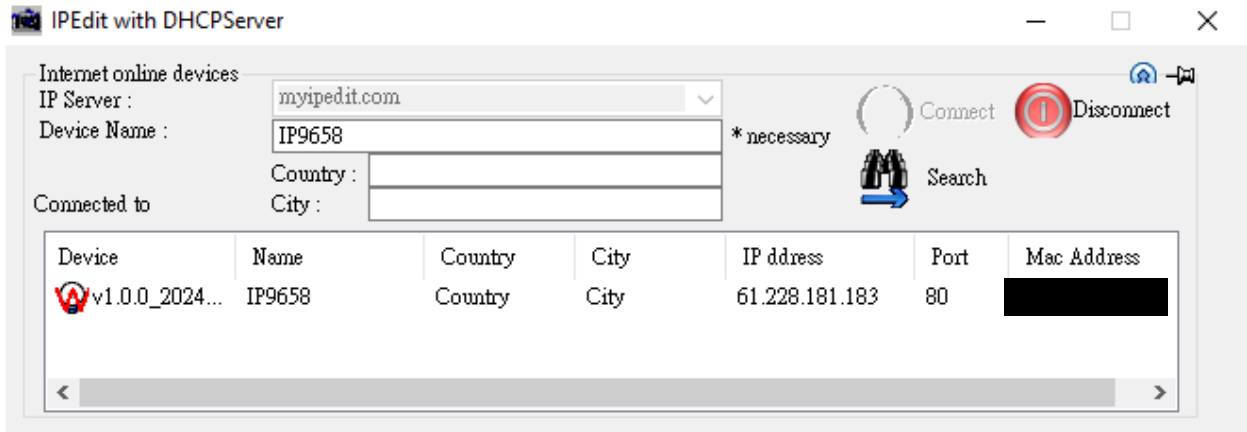 IPEdit with DHCPServer
Internet online devices
IP Server : myipedit.com Connect Disconnect
Device Name : IP9658 * necessary
Country : Search
Connected to City :
Device Name Country City IP ddress Port Mac Address
v1.0.0_2024... IP9658 Country City 61.228.181.183 80